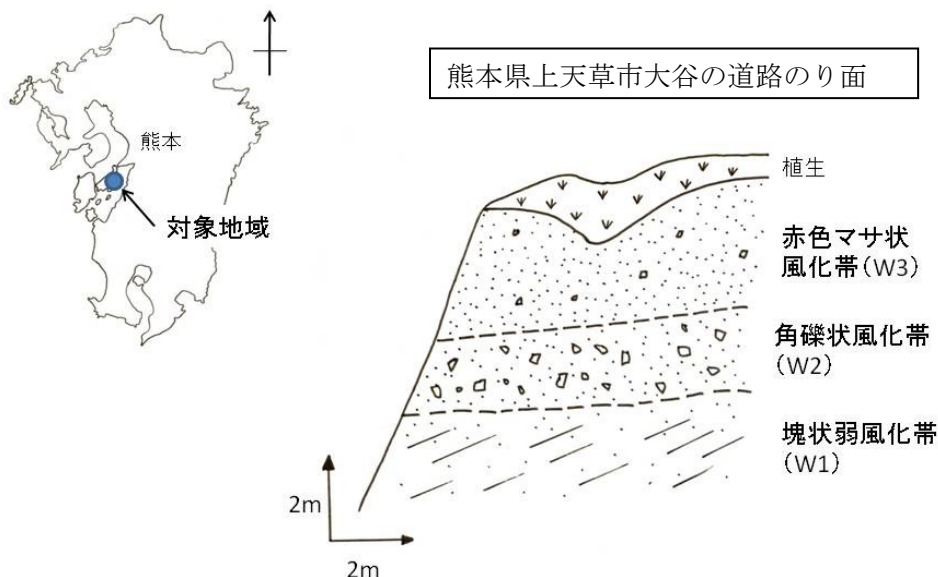 熊本県上天草市大谷の道路のり面
熊本
対象地域
植生
赤色マサ状
風化帯(W3)
角礫状風化帯
(W2)
塊状弱風化帯
(W1)
2m
2m